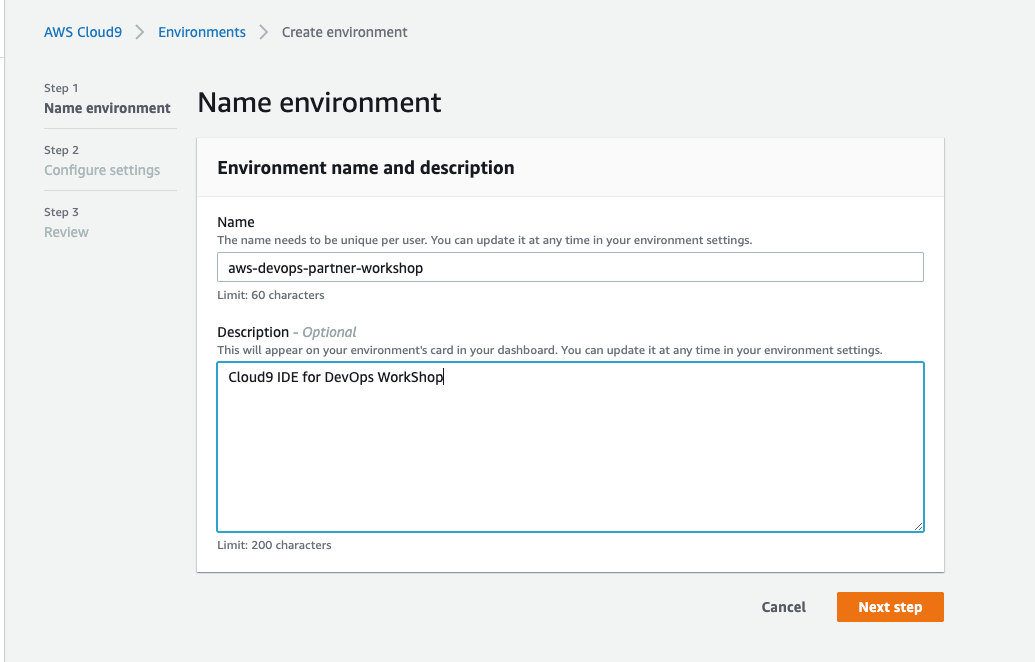 AWS Cloud9 > Environments > Create environment
Step 1
Name environment
Step 2
Configure settings
Step 3
Review
Name environment
Environment name and description
Name
The name needs to be unique per user. You can update it at any time in your environment settings.
aws-devops-partner-workshop
Limit: 60 characters
Description - Optional
This will appear on your environment's card in your dashboard. You can update it at any time in your environment settings.
Cloud9 IDE for DevOps WorkShop
Limit: 200 characters
Cancel
Next step